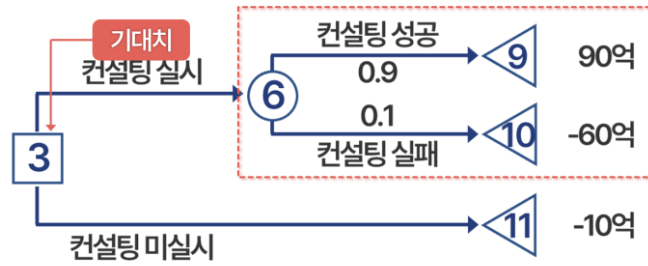 기대치
컨설팅 실시
컨설팅 성공
0.9
9
90억
6
0.1
10
-60억
컨설팅 실패
3
11
-10억
컨설팅 미실시